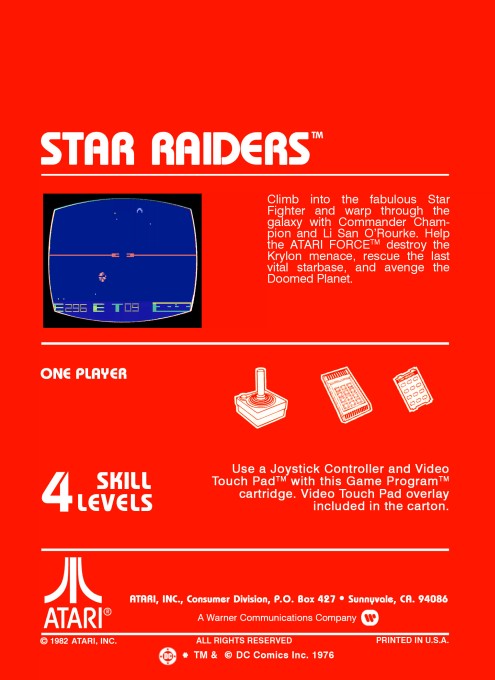 STAR RAIDERS™
Climb into the fabulous Star
Fighter and warp through the
galaxy with Commander Cham-
pion and Li San O'Rourke. Help
the ATARI FORCE™ destroy the
Krylon menace, rescue the last
vital starbase, and avenge the
Doomed Planet.
E296 E T09
ONE PLAYER
4 SKILL
LEVELS
Use a Joystick Controller and Video
Touch Pad™ with this Game Program™
cartridge. Video Touch Pad overlay
included in the carton.
ATARI®
ATARI, INC., Consumer Division, P.O. Box 427 • Sunnyvale, CA. 94086
A Warner Communications Company
© 1982 ATARI, INC. ALL RIGHTS RESERVED PRINTED IN U.S.A.
DC * TM & © DC Comics Inc. 1976